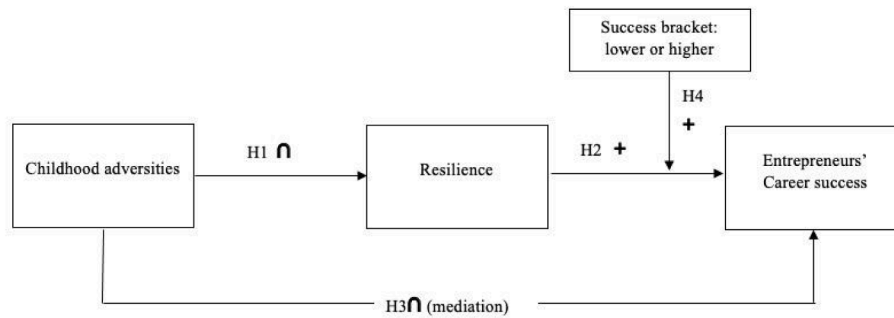 Success bracket:
lower or higher
H4
+
H1 ∩
H2 +
Childhood adversities
Resilience
Entrepreneurs’
Career success
H3∩ (mediation)